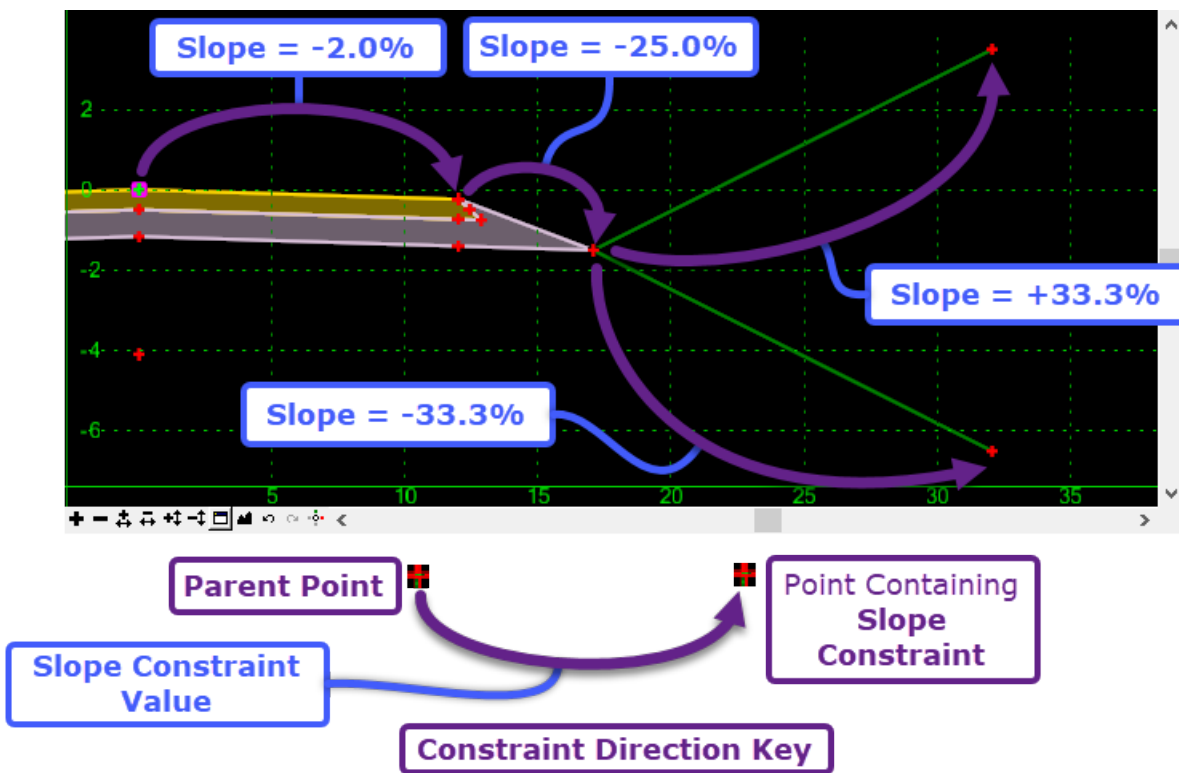 Slope = -2.0%
Slope = -25.0%
2
0
-2
Slope = +33.3%
-4
Slope = -33.3%
-6
5 10 15 20 25 30 35
Parent Point
Point Containing
Slope
Constraint
Slope Constraint
Value
Constraint Direction Key